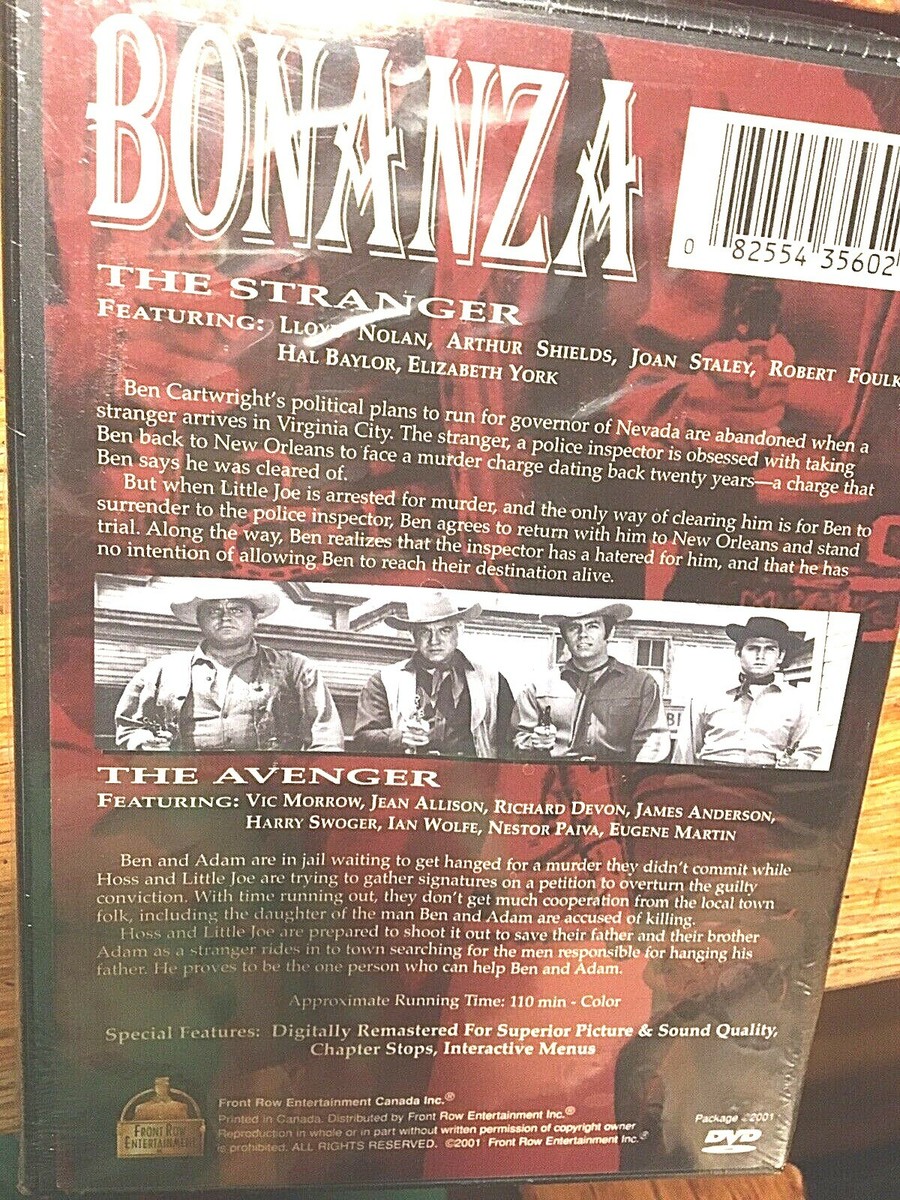 BONANZA
0 82554 35602
THE STRANGER
FEATURING: LLOYD NOLAN, ARTHUR SHIELDS, JOAN STALEY, ROBERT FOULK
HAL BAYLOR, ELIZABETH YORK
Ben Cartwright's political plans to run for governor of Nevada are abandoned when a
stranger arrives in Virginia City. The stranger, a police inspector is obsessed with taking
Ben back to New Orleans to face a murder charge dating back twenty years—a charge that
Ben says he was cleared of.
But when Little Joe is arrested for murder, and the only way of clearing him is for Ben to
surrender to the police inspector, Ben agrees to return with him to New Orleans and stand
trial. Along the way, Ben realizes that the inspector has a hatred for him, and that he has
no intention of allowing Ben to reach their destination alive.
THE AVENGER
FEATURING: VIC MORROW, JEAN ALLISON, RICHARD DEVON, JAMES ANDERSON,
HARRY SWOGER, IAN WOLFE, NESTOR PAIVA, EUGENE MARTIN
Ben and Adam are in jail waiting to get hanged for a murder they didn't commit while
Hoss and Little Joe are trying to gather signatures on a petition to overturn the guilty
conviction. With time running out, they don't get much cooperation from the local town
folk, including the daughter of the man Ben and Adam are accused of killing.
Hoss and Little Joe are prepared to shoot it out to save their father and their brother
Adam as a stranger rides in to town searching for the men responsible for hanging his
father. He proves to be the one person who can help Ben and Adam.
Approximate Running Time: 110 min - Color
Special Features: Digitally Remastered For Superior Picture & Sound Quality,
Chapter Stops, Interactive Menus
FRONT ROW
ENTERTAINMENT
Front Row Entertainment Canada Inc.®
Printed in Canada. Distributed by Front Row Entertainment Inc.®
Reproduction in whole or in part without written permission of copyright owner
is prohibited. ALL RIGHTS RESERVED. ©2001 Front Row Entertainment Inc.®
Package ©2001
DVD